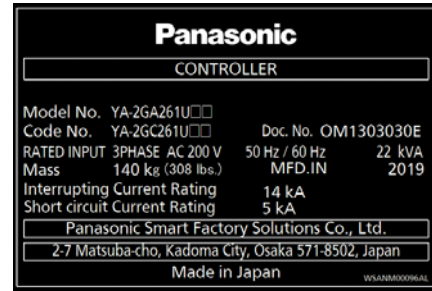 Panasonic
CONTROLLER
Model No. YA-2GA261U□□
Code No. YA-2GC261U□□ Doc. No. OM1303030E
RATED INPUT 3PHASE AC 200 V 50 Hz / 60 Hz 22 kVA
Mass 140 kg (308 lbs.) MFD.IN 2019
Interrupting Current Rating 14 kA
Short circuit Current Rating 5 kA
Panasonic Smart Factory Solutions Co., Ltd.
2-7 Matsuba-cho, Kadoma City, Osaka 571-8502, Japan
Made in Japan
WSANM00096AL